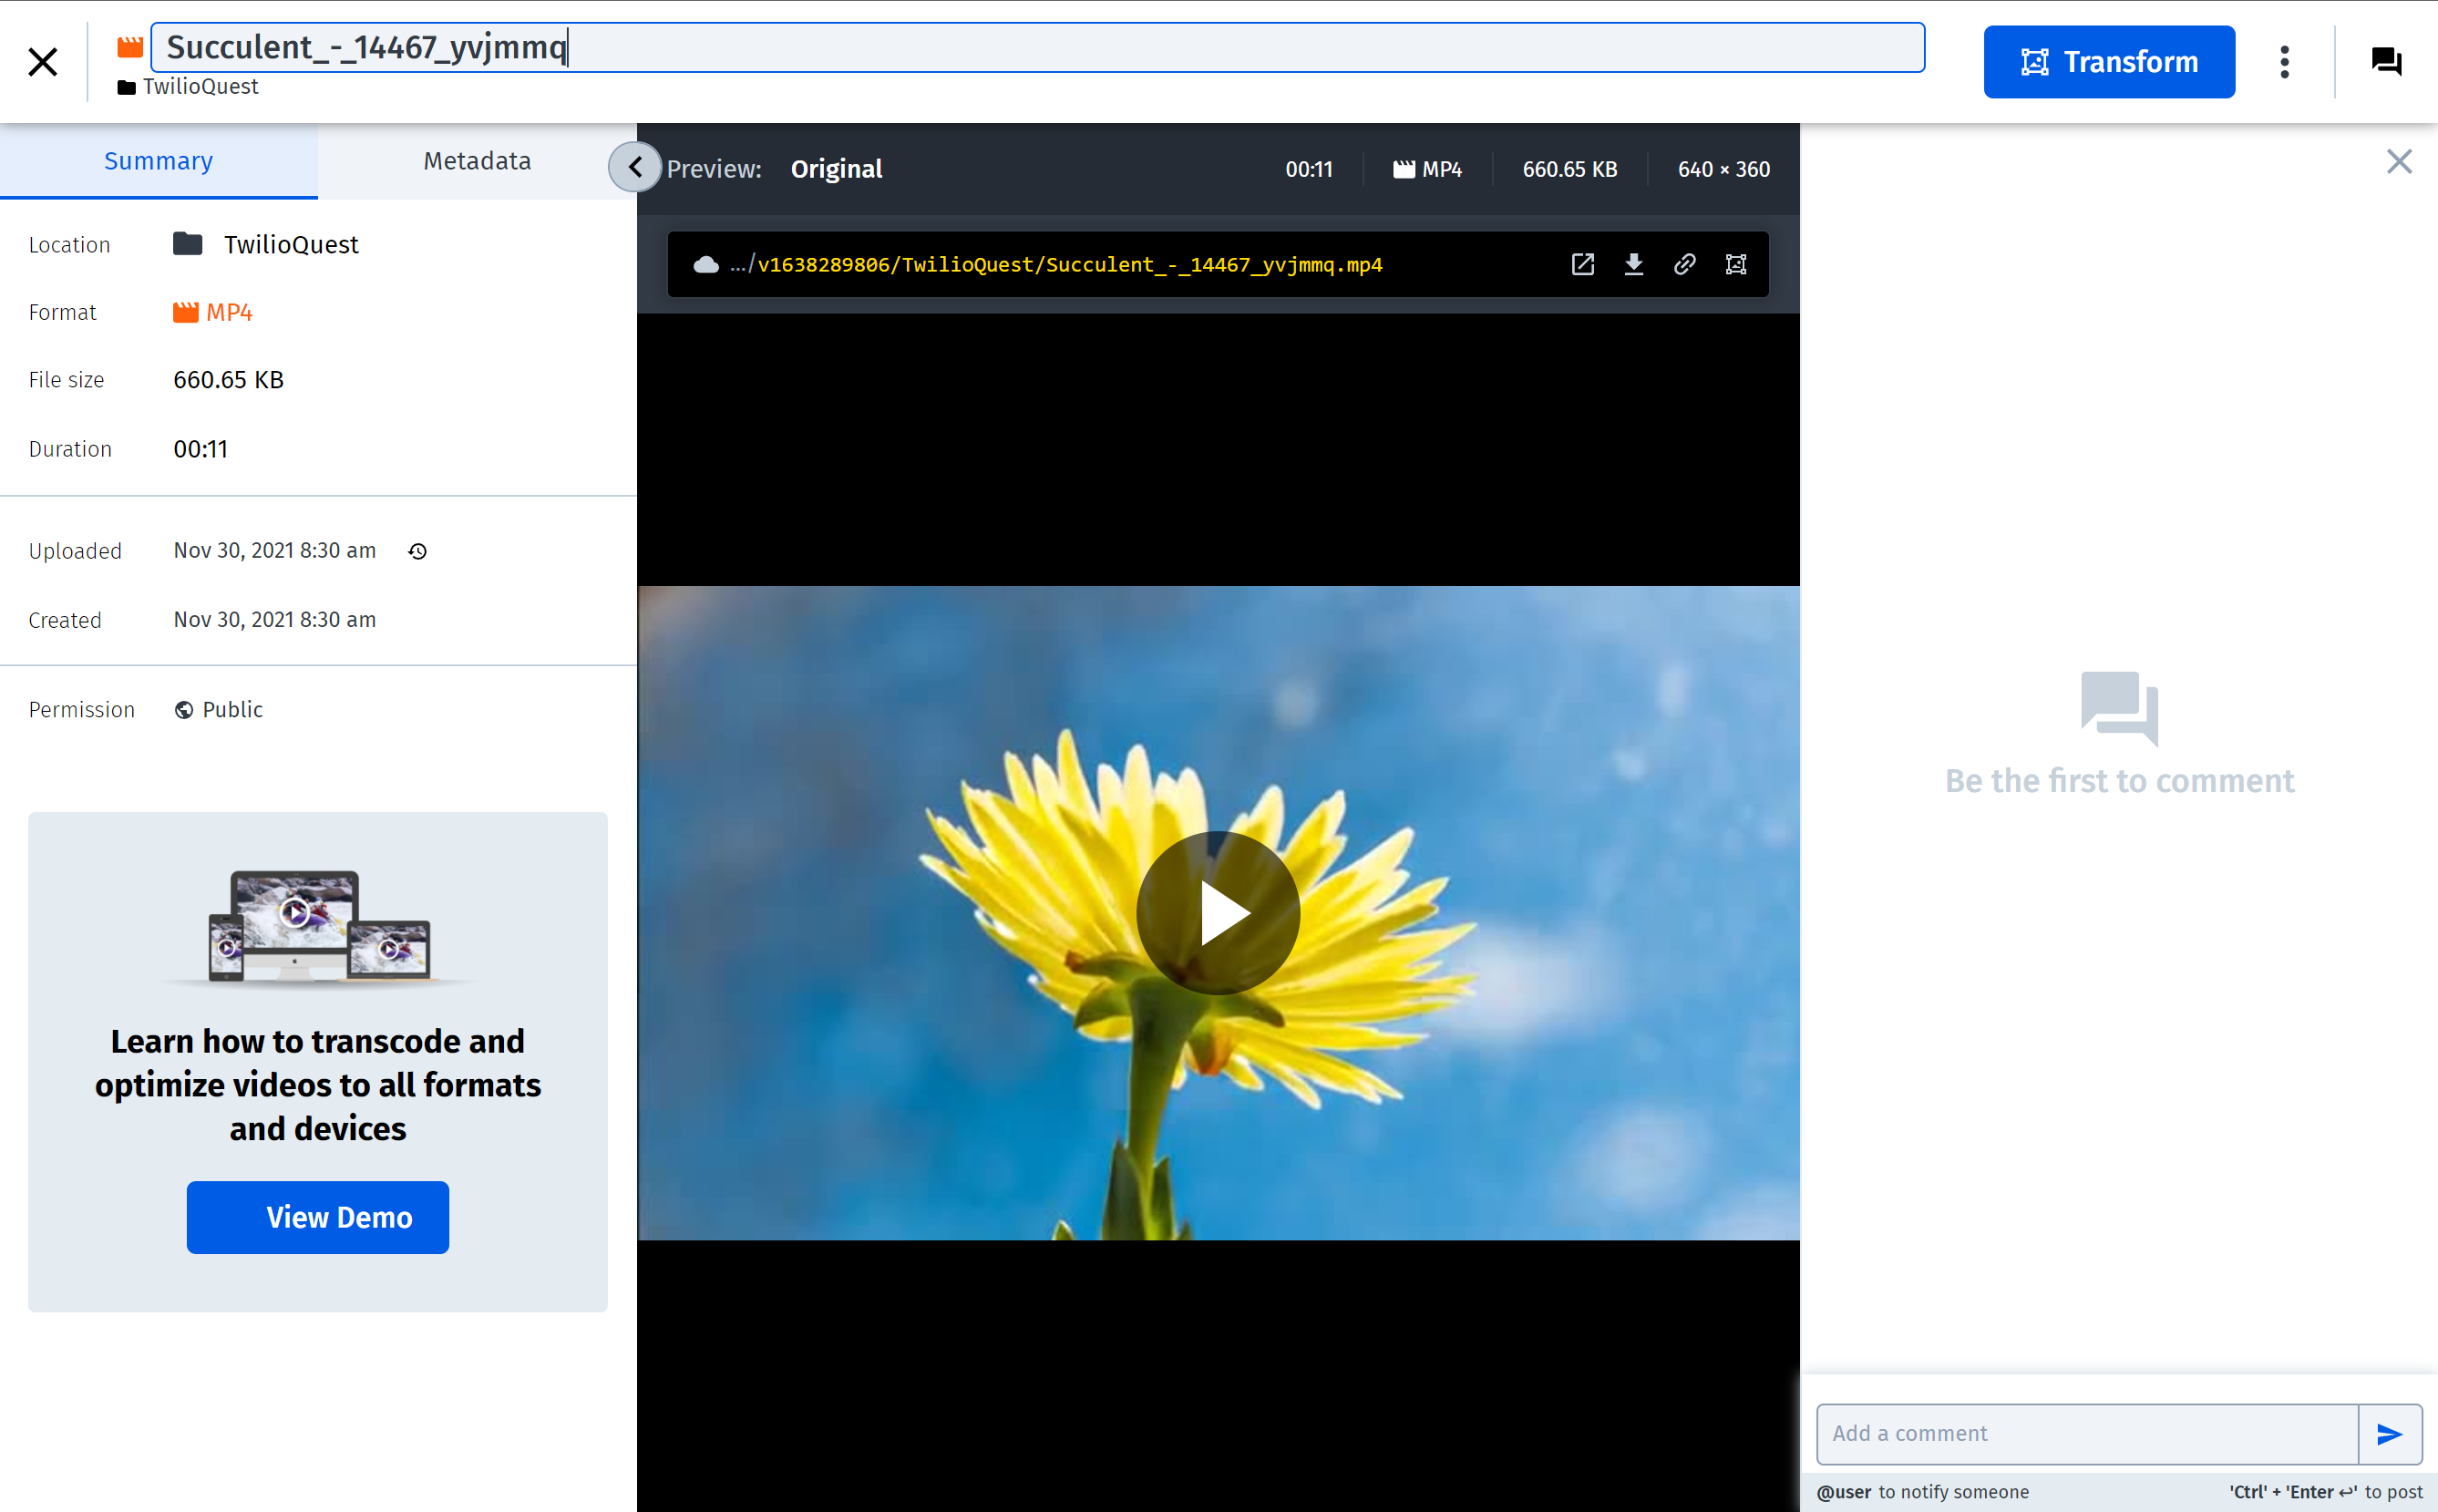 Succulent_-_14467_yvjmmq
TwilioQuest
Transform
Summary
Metadata
Location TwilioQuest
Format MP4
File size 660.65 KB
Duration 00:11
Uploaded Nov 30, 2021 8:30 am
Created Nov 30, 2021 8:30 am
Permission Public
Learn how to transcode and
optimize videos to all formats
and devices
View Demo
Preview: Original 00:11 MP4 660.65 KB 640 × 360
.../v1638289806/TwilioQuest/Succulent_-_14467_yvjmmq.mp4
Be the first to comment
Add a comment
@user to notify someone 'Ctrl' + 'Enter ↩' to post